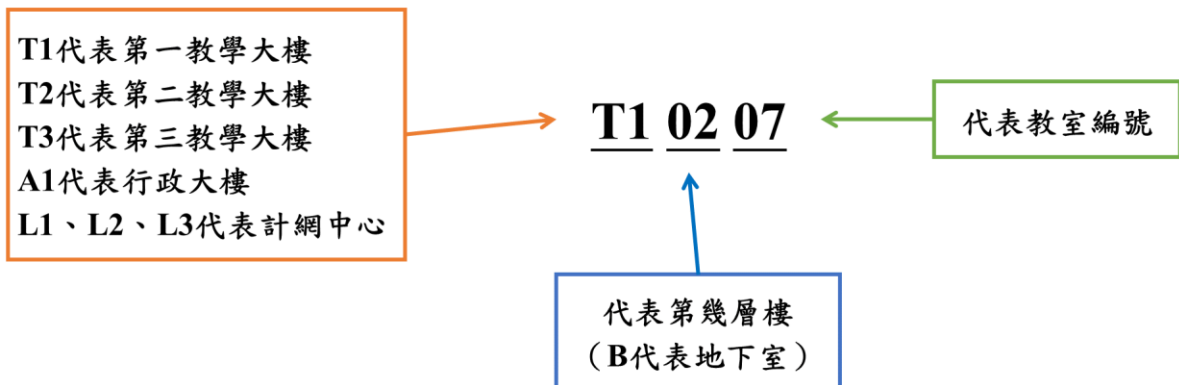 T1代表第一教學大樓
T2代表第二教學大樓
T3代表第三教學大樓
A1代表行政大樓
L1、L2、L3代表計網中心
T1 02 07
代表教室編號
代表第幾層樓
（B代表地下室）